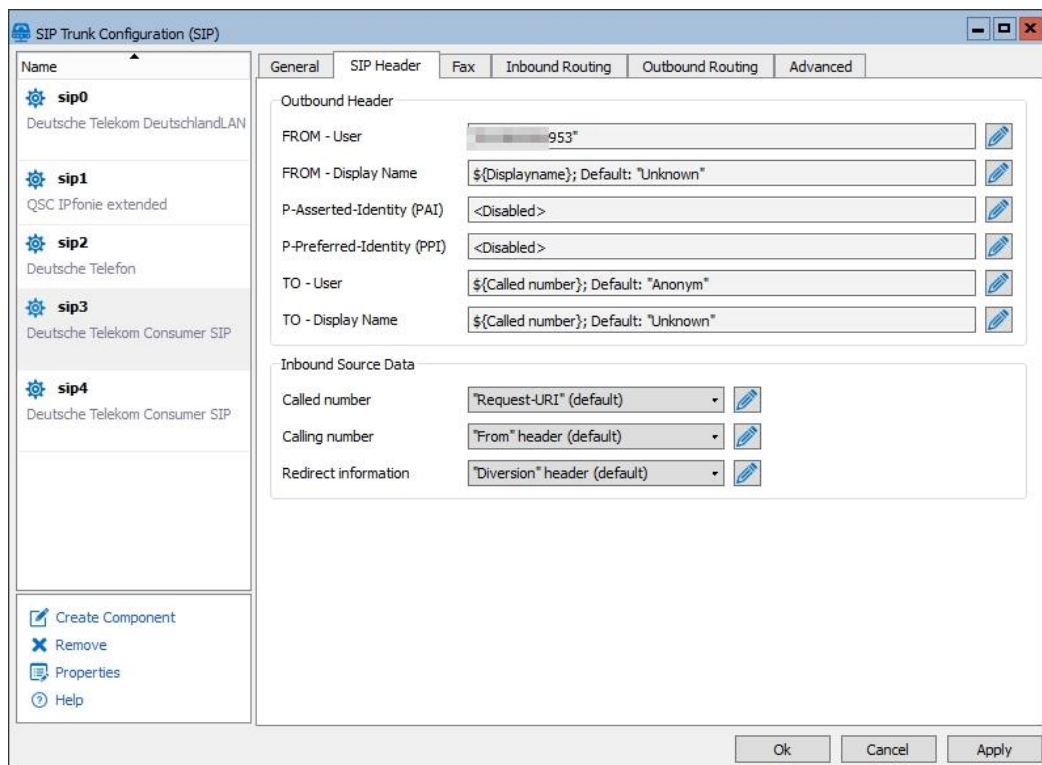 SIP Trunk Configuration (SIP)
Name
sip0
Deutsche Telekom DeutschlandLAN
sip1
QSC IPfonie extended
sip2
Deutsche Telefon
sip3
Deutsche Telekom Consumer SIP
sip4
Deutsche Telekom Consumer SIP
Create Component
Remove
Properties
Help
General SIP Header Fax Inbound Routing Outbound Routing Advanced
Outbound Header
FROM - User 953"
FROM - Display Name ${Displayname}; Default: "Unknown"
P-Asserted-Identity (PAI) <Disabled>
P-Preferred-Identity (PPI) <Disabled>
TO - User ${Called number}; Default: "Anonym"
TO - Display Name ${Called number}; Default: "Unknown"
Inbound Source Data
Called number "Request-URI" (default)
Calling number "From" header (default)
Redirect information "Diversion" header (default)
Ok Cancel Apply